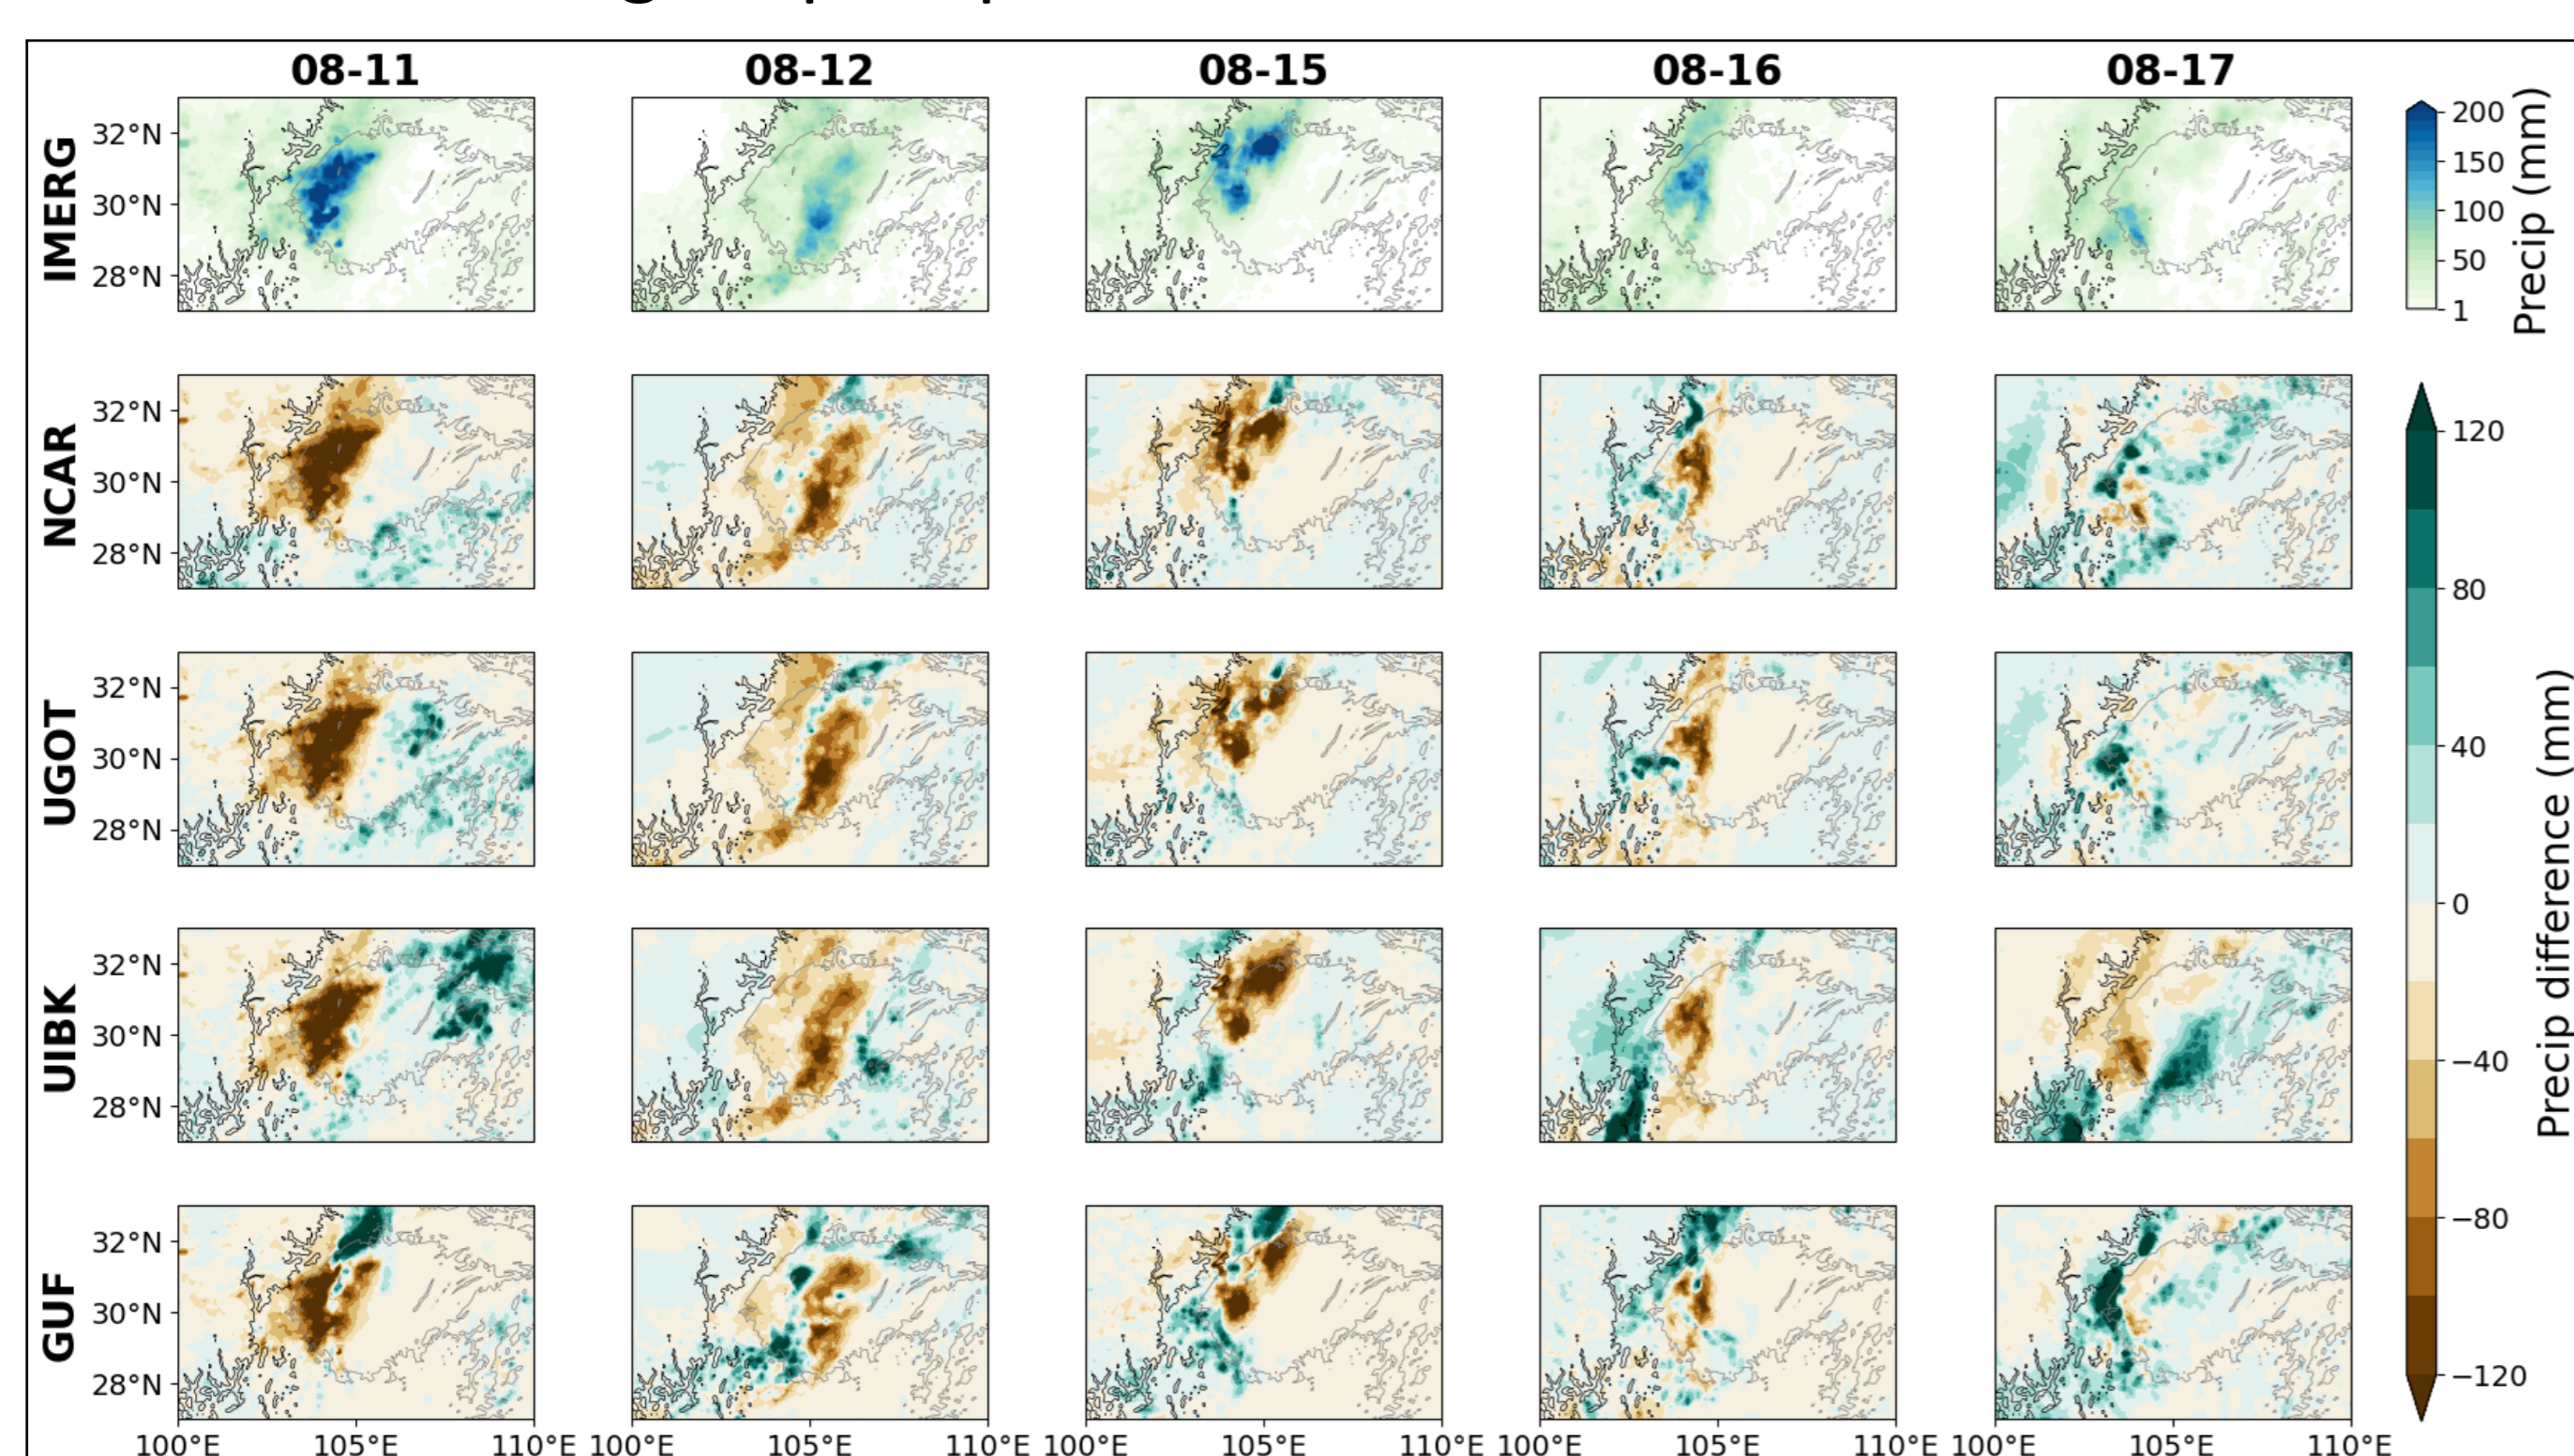 08-11 08-12 08-15 08-16 08-17
IMERG
32°N
30°N
28°N
200
150
100
50
1
Precip (mm)
NCAR
32°N
30°N
28°N
UGOT
32°N
30°N
28°N
UIBK
32°N
30°N
28°N
GUF
32°N
30°N
28°N
120
80
40
0
−40
−80
−120
Precip difference (mm)
100°E 105°E 110°E 100°E 105°E 110°E 100°E 105°E 110°E 100°E 105°E 110°E 100°E 105°E 110°E